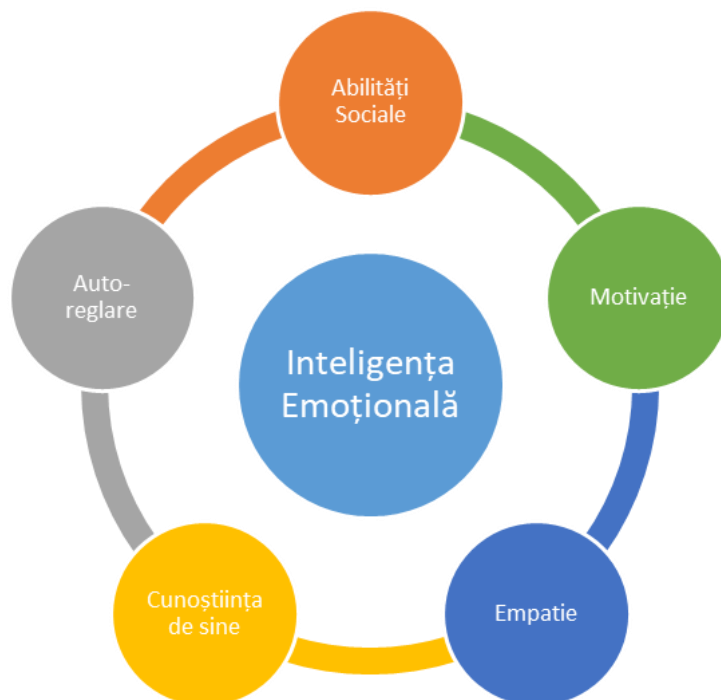 Abilități
Sociale
Auto-
reglare
Motivație
Inteligența
Emoțională
Cunoștiința
de sine
Empatie